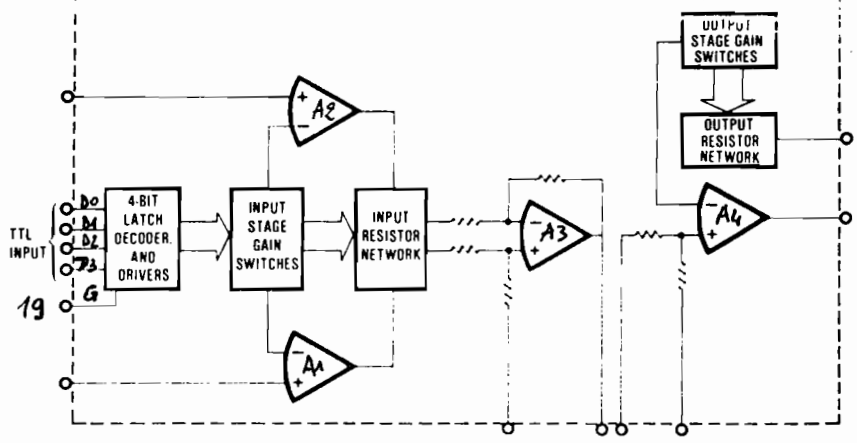 OUTPUT
STAGE GAIN
SWITCHES
OUTPUT
RESISTOR
NETWORK
+
A2
−
TTL
INPUT
D0
D1
D2
D3
G
19
4-BIT
LATCH
DECODER,
AND
DRIVERS
INPUT
STAGE
GAIN
SWITCHES
INPUT
RESISTOR
NETWORK
−
A3
+
−
A4
+
−
A1
+